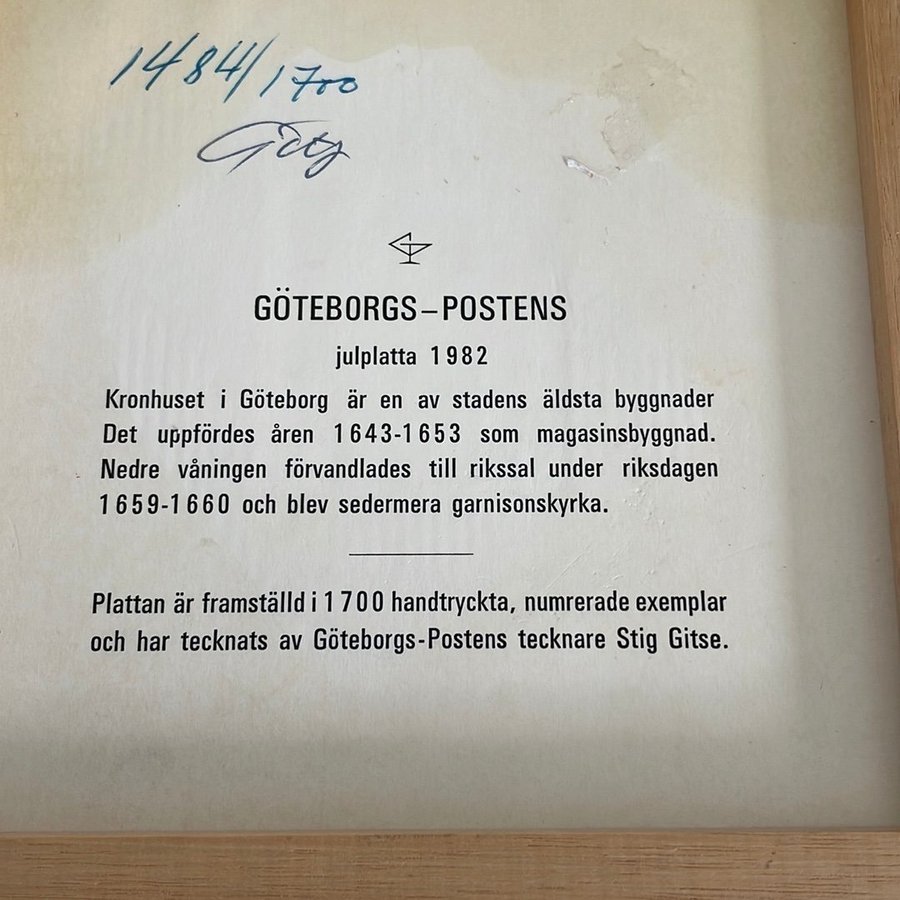 1484/1700
GÖTEBORGS–POSTENS
julplatta 1982
Kronhuset i Göteborg är en av stadens äldsta byggnader
Det uppfördes åren 1643-1653 som magasinsbyggnad.
Nedre våningen förvandlades till rikssal under riksdagen
1659-1660 och blev sedermera garnisonskyrka.
Plattan är framställd i 1700 handtryckta, numrerade exemplar
och har tecknats av Göteborgs-Postens tecknare Stig Gitse.